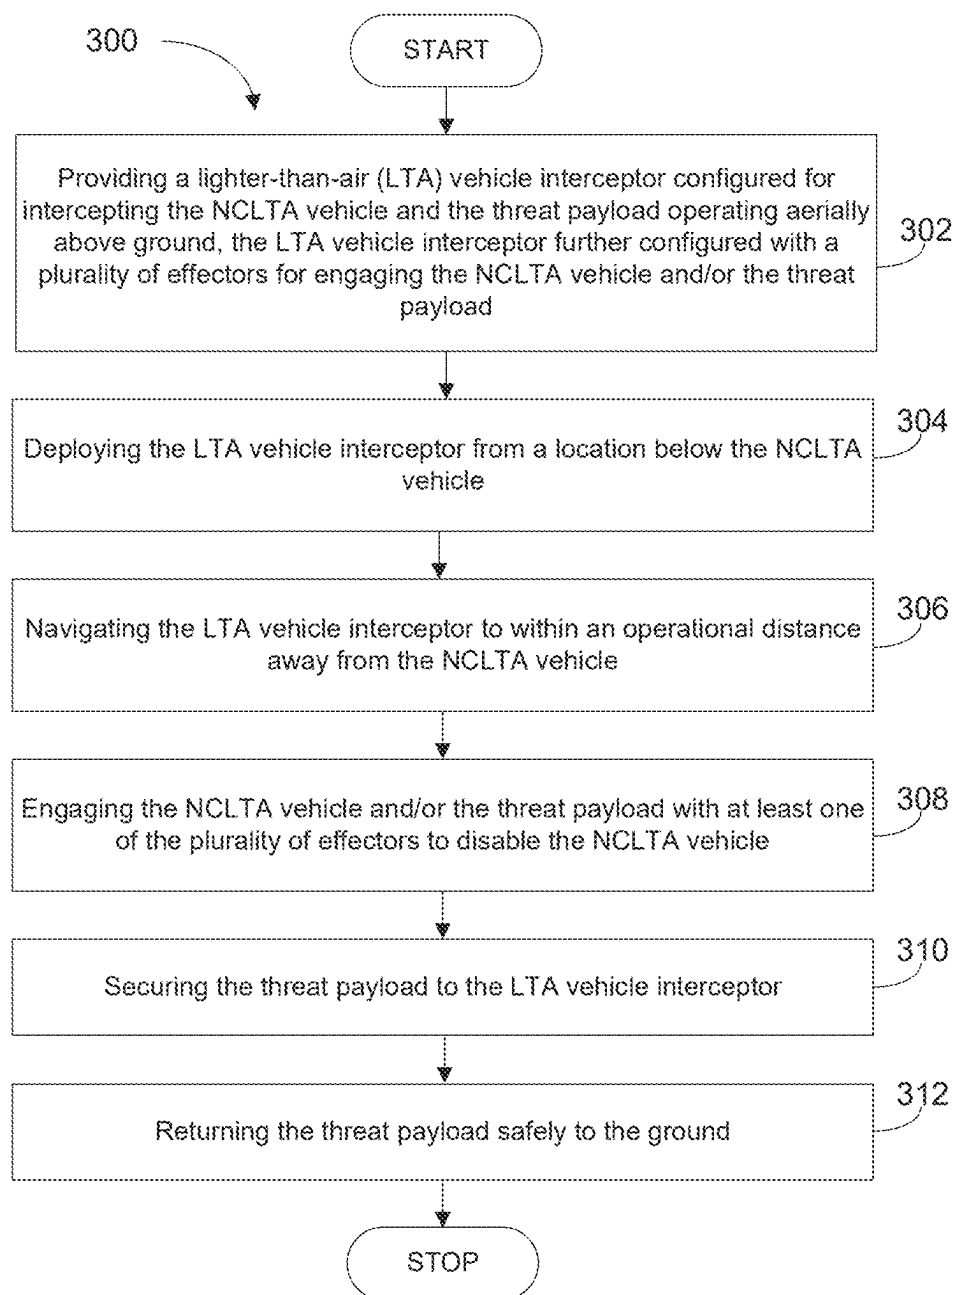 300
START
Providing a lighter-than-air (LTA) vehicle interceptor configured for
intercepting the NCLTA vehicle and the threat payload operating aerially
above ground, the LTA vehicle interceptor further configured with a
plurality of effectors for engaging the NCLTA vehicle and/or the threat
payload
302
Deploying the LTA vehicle interceptor from a location below the NCLTA
vehicle
304
Navigating the LTA vehicle interceptor to within an operational distance
away from the NCLTA vehicle
306
Engaging the NCLTA vehicle and/or the threat payload with at least one
of the plurality of effectors to disable the NCLTA vehicle
308
Securing the threat payload to the LTA vehicle interceptor
310
Returning the threat payload safely to the ground
312
STOP